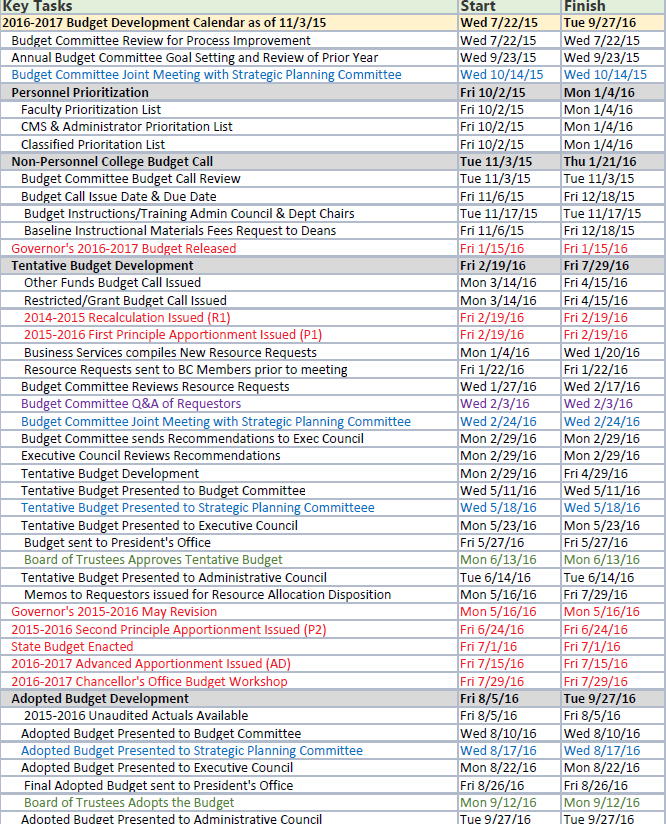 Key Tasks Start Finish
2016-2017 Budget Development Calendar as of 11/3/15 Wed 7/22/15 Tue 9/27/16
Budget Committee Review for Process Improvement Wed 7/22/15 Wed 7/22/15
Annual Budget Committee Goal Setting and Review of Prior Year Wed 9/23/15 Wed 9/23/15
Budget Committee Joint Meeting with Strategic Planning Committee Wed 10/14/15 Wed 10/14/15
Personnel Prioritization Fri 10/2/15 Mon 1/4/16
Faculty Prioritization List Fri 10/2/15 Mon 1/4/16
CMS & Administrator Prioritation List Fri 10/2/15 Mon 1/4/16
Classified Prioritation List Fri 10/2/15 Mon 1/4/16
Non-Personnel College Budget Call Tue 11/3/15 Thu 1/21/16
Budget Committee Budget Call Review Tue 11/3/15 Tue 11/3/15
Budget Call Issue Date & Due Date Fri 11/6/15 Fri 12/18/15
Budget Instructions/Training Admin Council & Dept Chairs Tue 11/17/15 Tue 11/17/15
Baseline Instructional Materials Fees Request to Deans Fri 11/6/15 Fri 12/18/15
Governor's 2016-2017 Budget Released Fri 1/15/16 Fri 1/15/16
Tentative Budget Development Fri 2/19/16 Fri 7/29/16
Other Funds Budget Call Issued Mon 3/14/16 Fri 4/15/16
Restricted/Grant Budget Call Issued Mon 3/14/16 Fri 4/15/16
2014-2015 Recalculation Issued (R1) Fri 2/19/16 Fri 2/19/16
2015-2016 First Principle Apportionment Issued (P1) Fri 2/19/16 Fri 2/19/16
Business Services compiles New Resource Requests Mon 1/4/16 Wed 1/20/16
Resource Requests sent to BC Members prior to meeting Fri 1/22/16 Fri 1/22/16
Budget Committee Reviews Resource Requests Wed 1/27/16 Wed 2/17/16
Budget Committee Q&A of Requestors Wed 2/3/16 Wed 2/3/16
Budget Committee Joint Meeting with Strategic Planning Committee Wed 2/24/16 Wed 2/24/16
Budget Committee sends Recommendations to Exec Council Mon 2/29/16 Mon 2/29/16
Executive Council Reviews Recommendations Mon 2/29/16 Mon 2/29/16
Tentative Budget Development Mon 2/29/16 Fri 4/29/16
Tentative Budget Presented to Budget Committee Wed 5/11/16 Wed 5/11/16
Tentative Budget Presented to Strategic Planning Committeee Wed 5/18/16 Wed 5/18/16
Tentative Budget Presented to Executive Council Mon 5/23/16 Mon 5/23/16
Budget sent to President's Office Fri 5/27/16 Fri 5/27/16
Board of Trustees Approves Tentative Budget Mon 6/13/16 Mon 6/13/16
Tentative Budget Presented to Administrative Council Tue 6/14/16 Tue 6/14/16
Memos to Requestors issued for Resource Allocation Disposition Mon 5/16/16 Fri 7/29/16
Governor's 2015-2016 May Revision Mon 5/16/16 Mon 5/16/16
2015-2016 Second Principle Apportionment Issued (P2) Fri 6/24/16 Fri 6/24/16
State Budget Enacted Fri 7/1/16 Fri 7/1/16
2016-2017 Advanced Apportionment Issued (AD) Fri 7/15/16 Fri 7/15/16
2016-2017 Chancellor's Office Budget Workshop Fri 7/29/16 Fri 7/29/16
Adopted Budget Development Fri 8/5/16 Tue 9/27/16
2015-2016 Unaudited Actuals Available Fri 8/5/16 Fri 8/5/16
Adopted Budget Presented to Budget Committee Wed 8/10/16 Wed 8/10/16
Adopted Budget Presented to Strategic Planning Committee Wed 8/17/16 Wed 8/17/16
Adopted Budget Presented to Executive Council Mon 8/22/16 Mon 8/22/16
Final Adopted Budget sent to President's Office Fri 8/26/16 Fri 8/26/16
Board of Trustees Adopts the Budget Mon 9/12/16 Mon 9/12/16
Adopted Budget Presented to Administrative Council Tue 9/27/16 Tue 9/27/16